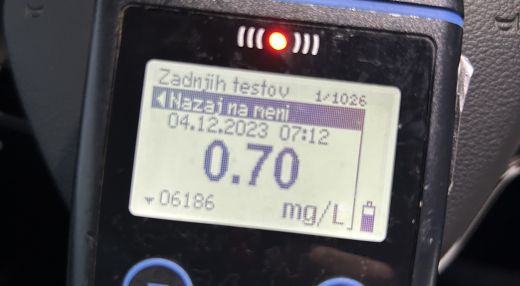 Zadnjih testov 1/1026
Nazaj na meni
04.12.2023 07:12
0.70
06186 mg/L